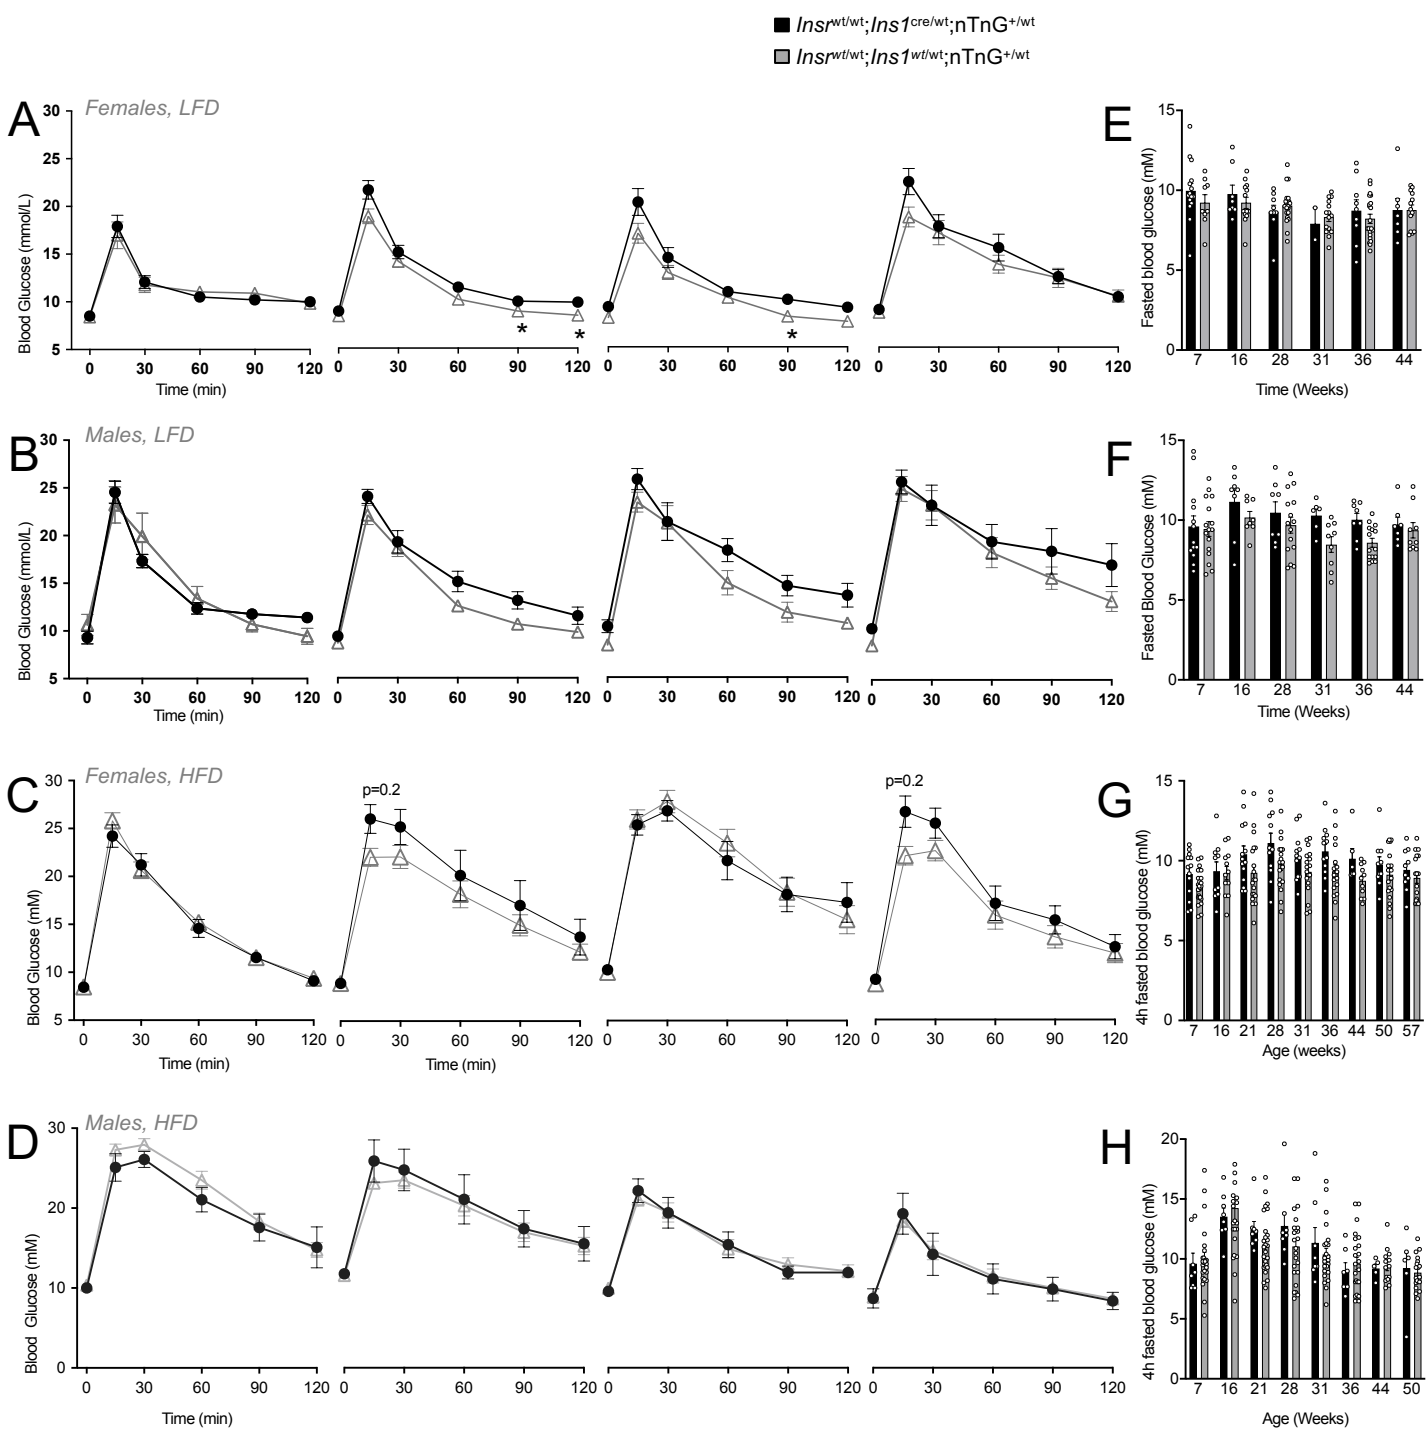 Insrwt/wt;Ins1cre/wt;nTnG+/wt
Insrwt/wt;Ins1wt/wt;nTnG+/wt
A
Females, LFD
Blood Glucose (mmol/L)
30
25
20
15
10
5
0 30 60 90 120
0 30 60 90 120
0 30 60 90 120
0 30 60 90 120
* *
*
Time (min)
E
Fasted blood glucose (mM)
15
10
5
0
7 16 28 31 36 44
Time (Weeks)
B
Males, LFD
Blood Glucose (mmol/L)
30
25
20
15
10
5
0 30 60 90 120
0 30 60 90 120
0 30 60 90 120
0 30 60 90 120
Time (min)
F
Fasted Blood Glucose (mM)
15
10
5
0
7 16 28 31 36 44
Time (Weeks)
C
Females, HFD
Blood Glucose (mM)
30
25
20
15
10
5
p=0.2
p=0.2
0 30 60 90 120
0 30 60 90 120
0 30 60 90 120
0 30 60 90 120
Time (min)
Time (min)
G
4h fasted blood glucose (mM)
15
10
5
0
7 16 21 28 31 36 44 50 57
Age (weeks)
D
Males, HFD
Blood Glucose (mM)
30
20
10
0
0 30 60 90 120
0 30 60 90 120
0 30 60 90 120
0 30 60 90 120
Time (min)
H
4h fasted blood glucose (mM)
20
15
10
5
0
7 16 21 28 31 36 44 50
Age (Weeks)